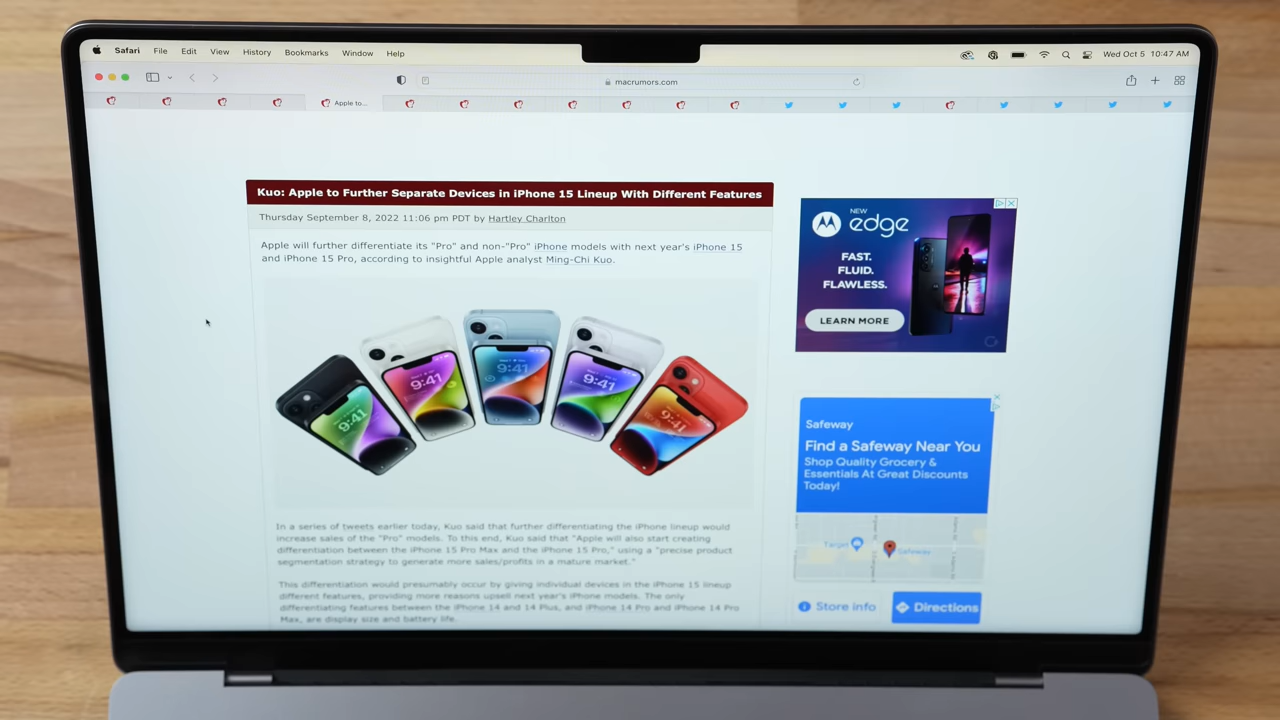 Safari File Edit View History Bookmarks Window Help
Wed Oct 5 10:47 AM
macrumors.com
Apple to...
Kuo: Apple to Further Separate Devices in iPhone 15 Lineup With Different Features
Thursday September 8, 2022 11:06 pm PDT by Hartley Charlton
Apple will further differentiate its "Pro" and non-"Pro" iPhone models with next year's iPhone 15
and iPhone 15 Pro, according to insightful Apple analyst Ming-Chi Kuo.
9:41
9:41
9:41
9:41
9:41
In a series of tweets earlier today, Kuo said that further differentiating the iPhone lineup would
increase sales of the "Pro" models. To this end, Kuo said that "Apple will also start creating
differentiation between the iPhone 15 Pro Max and the iPhone 15 Pro," using a "precise product
segmentation strategy to generate more sales/profits in a mature market."
This differentiation would presumably occur by giving individual devices in the iPhone 15 lineup
different features, providing more reasons upsell next year's iPhone models. The only
differentiating features between the iPhone 14 and 14 Plus, and iPhone 14 Pro and iPhone 14 Pro
Max, are display size and battery life.
NEW
edge
FAST.
FLUID.
FLAWLESS.
LEARN MORE
Safeway
Find a Safeway Near You
Shop Quality Grocery &
Essentials At Great Discounts
Today!
Target
Safeway
Store info
Directions